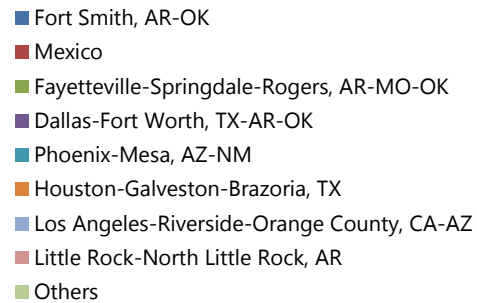 Fort Smith, AR-OK
Mexico
Fayetteville-Springdale-Rogers, AR-MO-OK
Dallas-Fort Worth, TX-AR-OK
Phoenix-Mesa, AZ-NM
Houston-Galveston-Brazoria, TX
Los Angeles-Riverside-Orange County, CA-AZ
Little Rock-North Little Rock, AR
Others